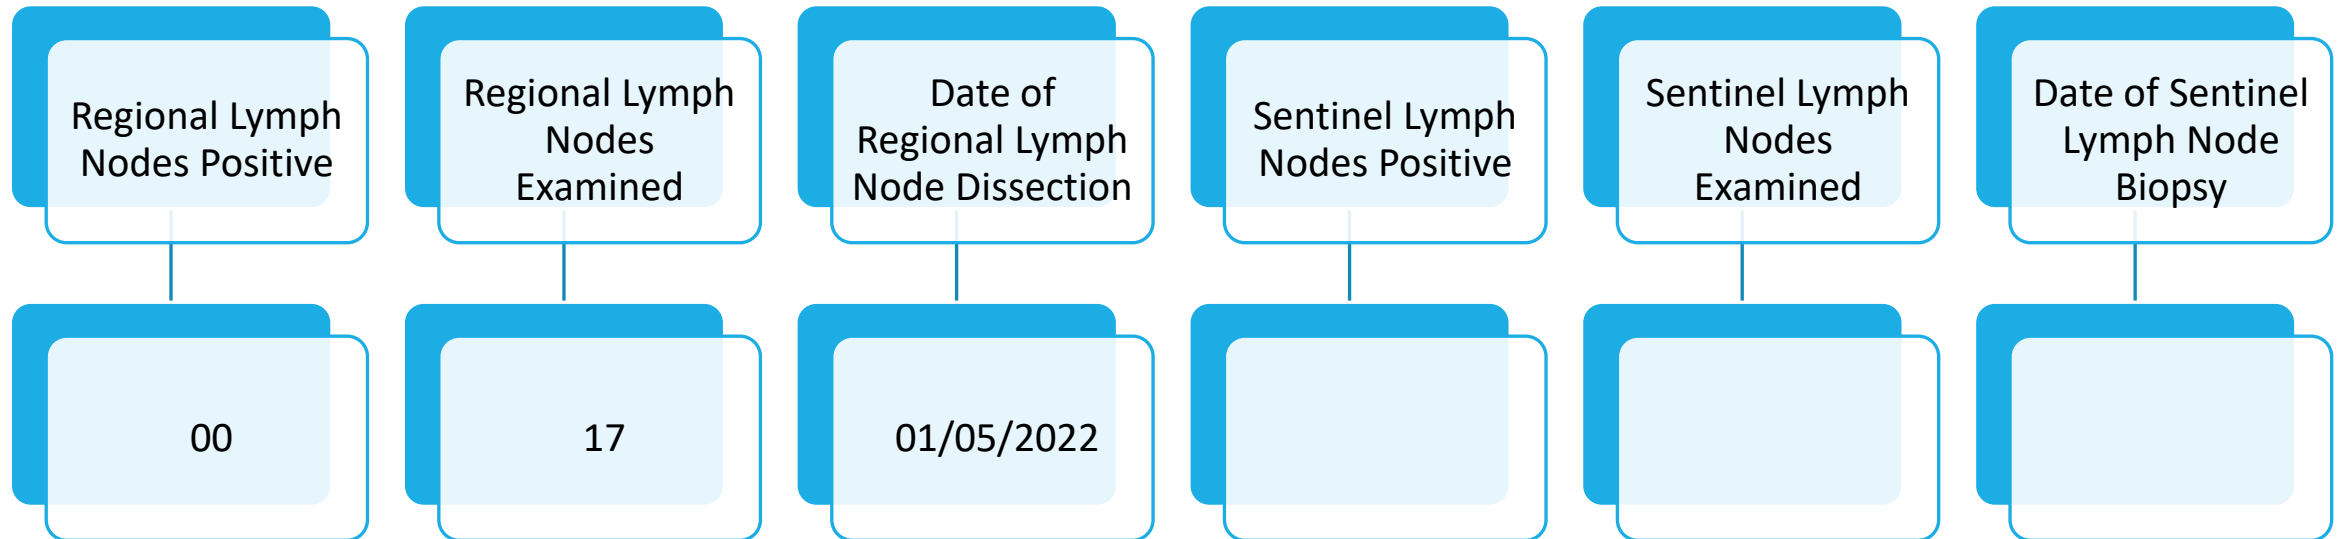 Regional Lymph
Nodes Positive
Regional Lymph
Nodes
Examined
Date of
Regional Lymph
Node Dissection
Sentinel Lymph
Nodes Positive
Sentinel Lymph
Nodes
Examined
Date of Sentinel
Lymph Node
Biopsy
00
17
01/05/2022